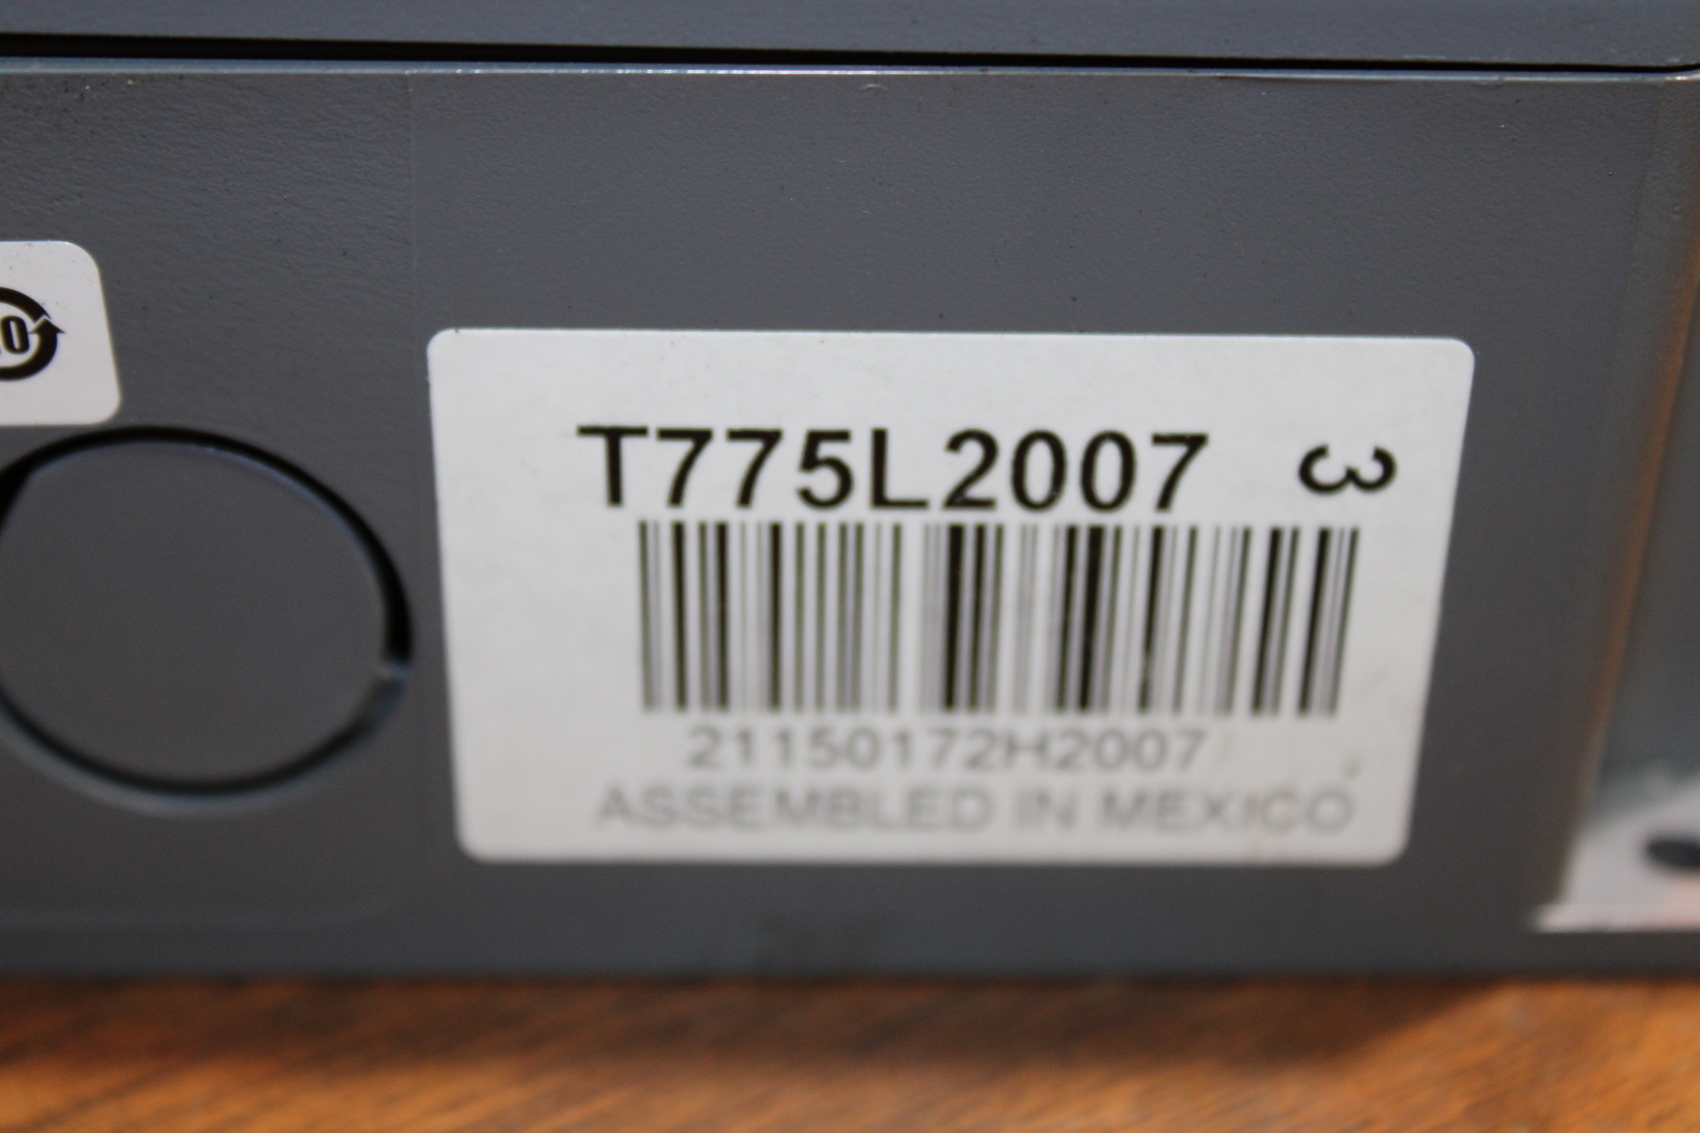 T775L2007 3
21150172H2007
ASSEMBLED IN MEXICO